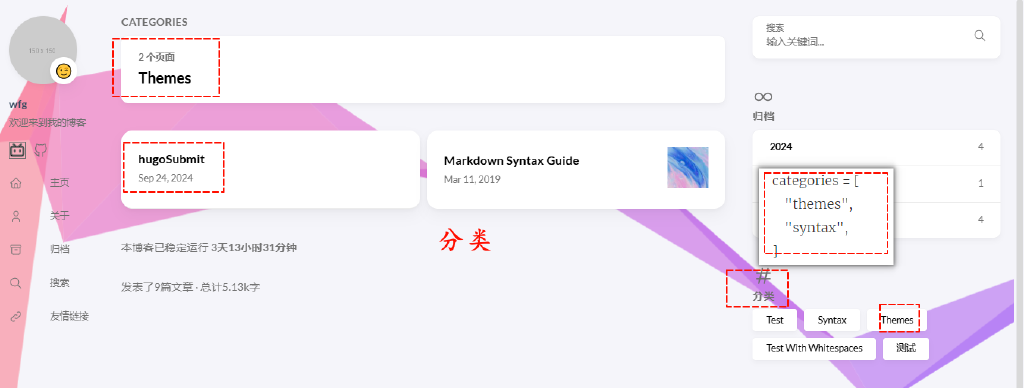 150 x 150
wfg
欢迎来到我的博客
主页
关于
归档
搜索
友情链接
CATEGORIES
2 个页面
Themes
hugoSubmit
Sep 24, 2024
Markdown Syntax Guide
Mar 11, 2019
分类
本博客已稳定运行 3天13小时31分钟
发表了9篇文章 · 总计5.13k字
搜索
输入关键词...
归档
2024 4
1
4
categories = [
"themes",
"syntax",
]
#
分类
Test Syntax Themes
Test With Whitespaces 测试